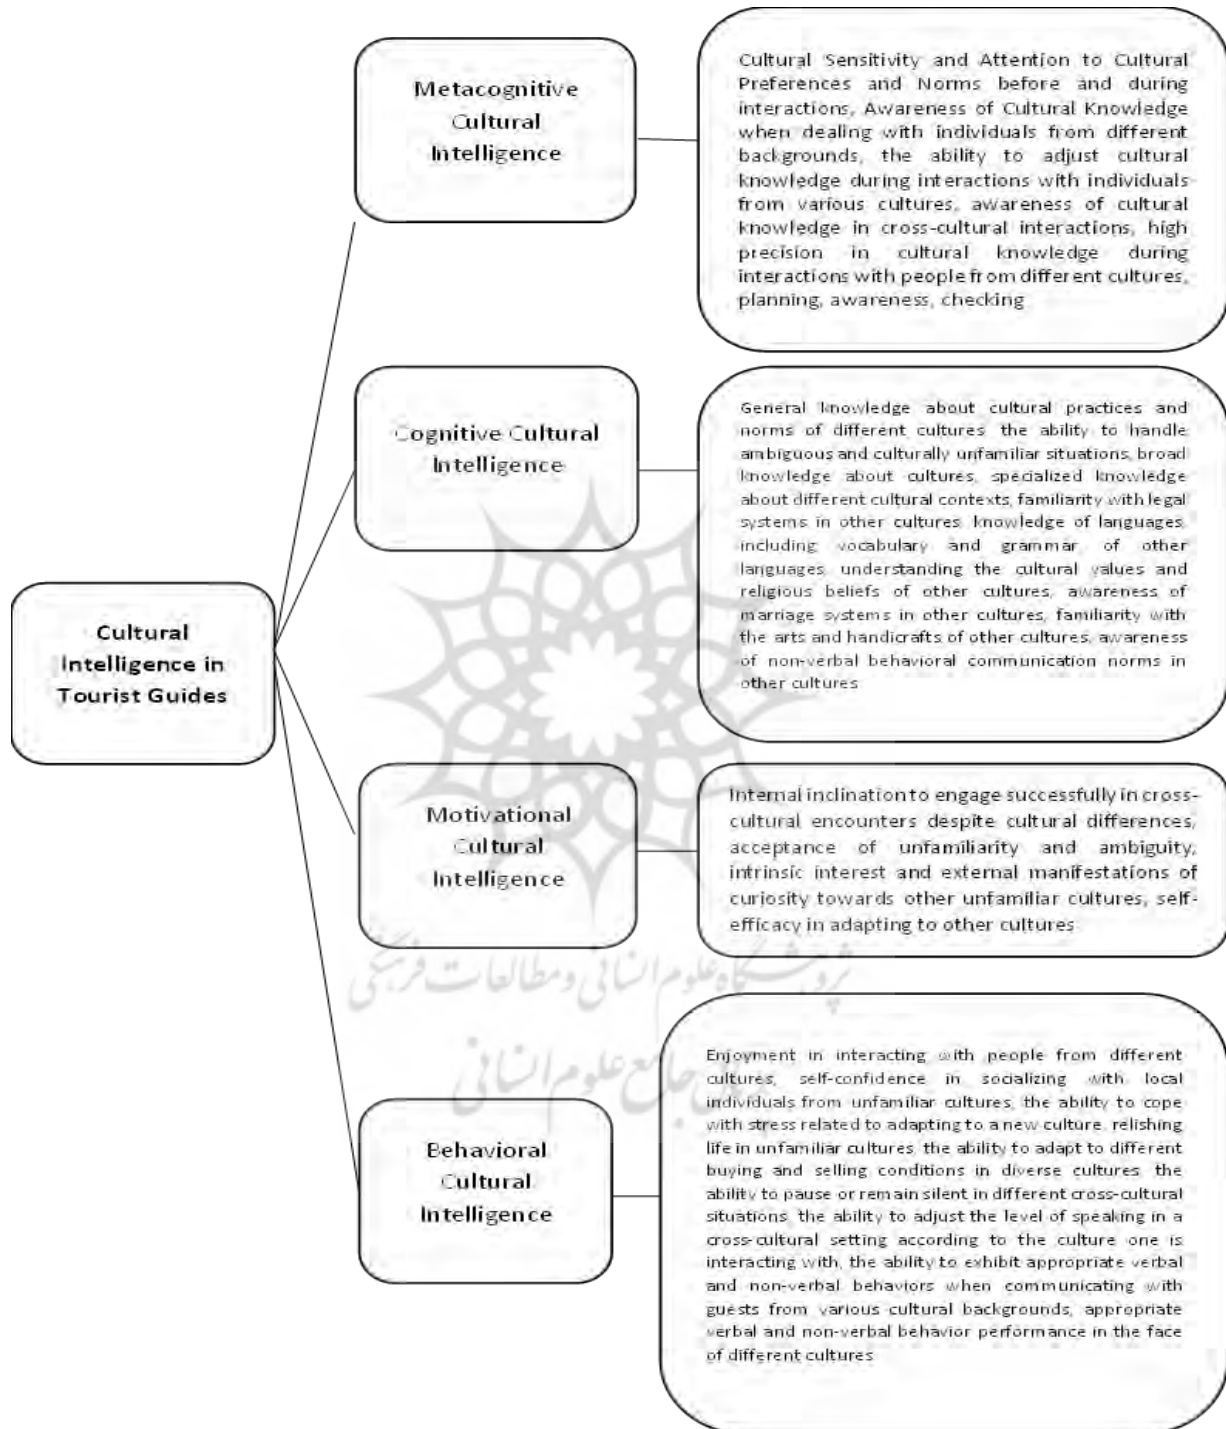 Metacognitive
Cultural
Intelligence
Cultural Sensitivity and Attention to Cultural
Preferences and Norms before and during
interactions, Awareness of Cultural Knowledge
when dealing with individuals from different
backgrounds, the ability to adjust cultural
knowledge during interactions with individuals
from various cultures, awareness of cultural
knowledge in cross-cultural interactions, high
precision in cultural knowledge during
interactions with people from different cultures,
planning, awareness, checking
Cognitive Cultural
Intelligence
General knowledge about cultural practices and
norms of different cultures, the ability to handle
ambiguous and culturally unfamiliar situations, broad
knowledge about cultures, specialized knowledge
about different cultural contexts, familiarity with legal
systems in other cultures, knowledge of languages,
including vocabulary and grammar, of other
languages, understanding the cultural values and
religious beliefs of other cultures, awareness of
marriage systems in other cultures, familiarity with
the arts and handicrafts of other cultures, awareness
of non-verbal behavioral communication norms in
other cultures
Cultural
Intelligence in
Tourist Guides
Motivational
Cultural
Intelligence
Internal inclination to engage successfully in cross-
cultural encounters despite cultural differences,
acceptance of unfamiliarity and ambiguity,
intrinsic interest and external manifestations of
curiosity towards other unfamiliar cultures, self-
efficacy in adapting to other cultures
پژوهشگاه علوم انسانی و مطالعات فرهنگی
پرتال جامع علوم انسانی
Behavioral
Cultural
Intelligence
Enjoyment in interacting with people from different
cultures, self-confidence in socializing with local
individuals from unfamiliar cultures, the ability to cope
with stress related to adapting to a new culture, relishing
life in unfamiliar cultures, the ability to adapt to different
buying and selling conditions in diverse cultures, the
ability to pause or remain silent in different cross-cultural
situations, the ability to adjust the level of speaking in a
cross-cultural setting according to the culture one is
interacting with, the ability to exhibit appropriate verbal
and non-verbal behaviors when communicating with
guests from various cultural backgrounds, appropriate
verbal and non-verbal behavior performance in the face
of different cultures